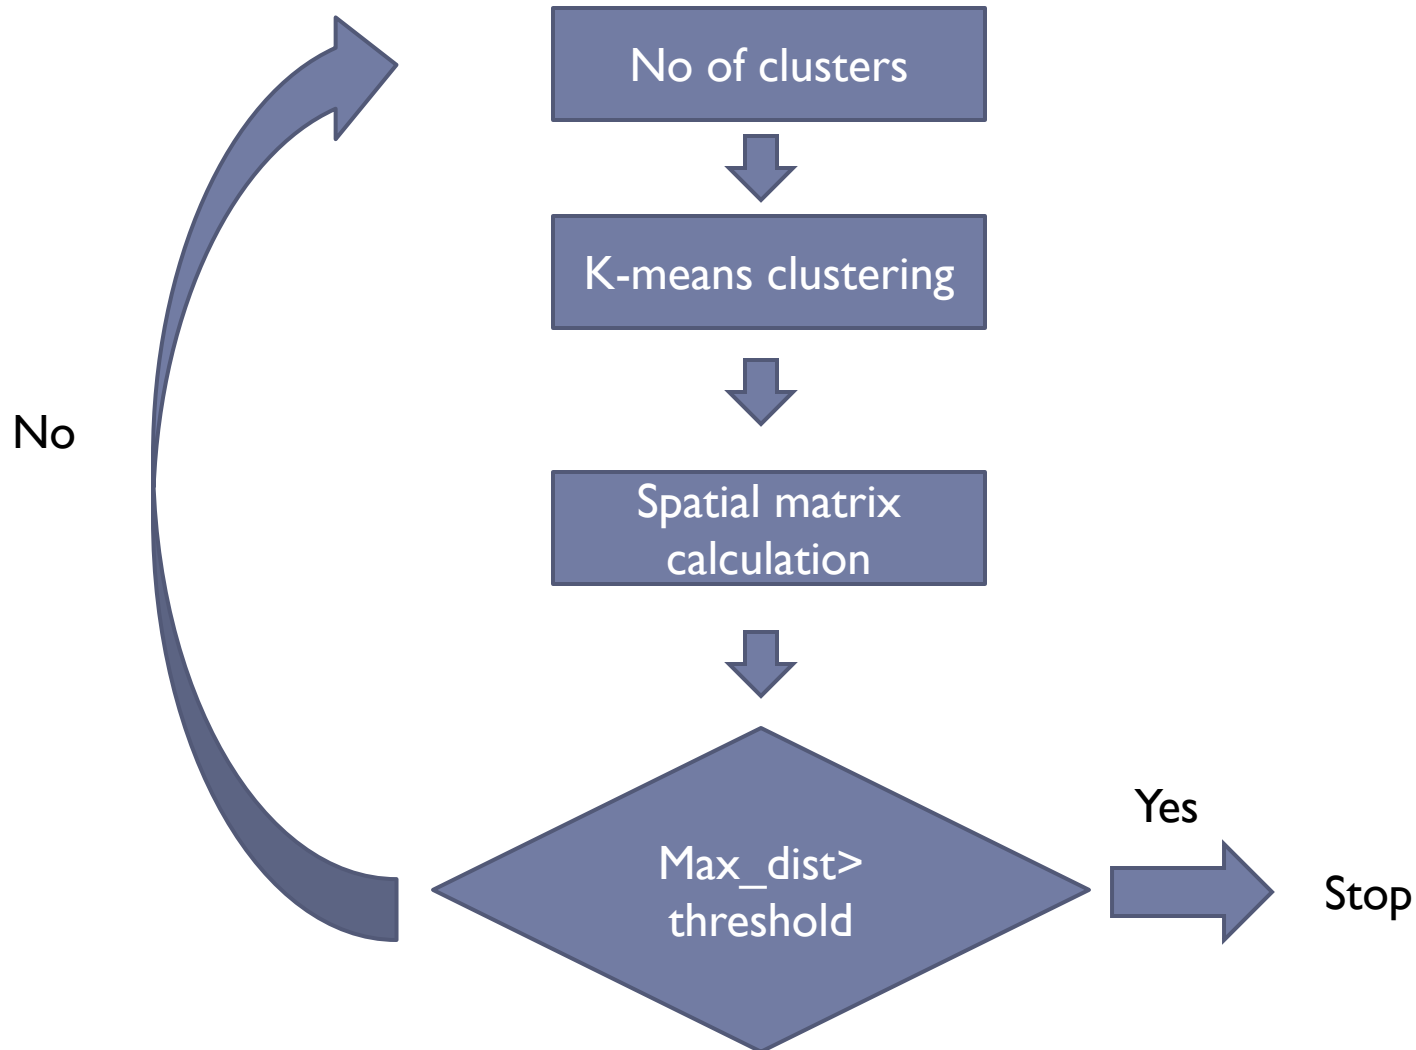 No of clusters
K-means clustering
No
Spatial matrix
calculation
Yes
Max_dist>
threshold
Stop